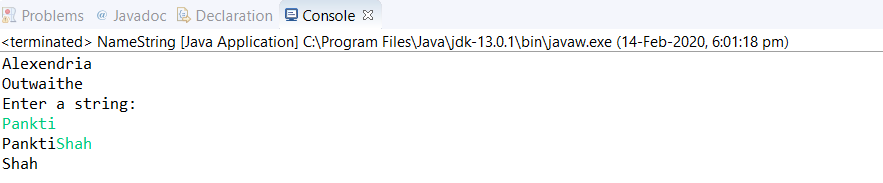 Problems @ Javadoc Declaration Console
<terminated> NameString [Java Application] C:\Program Files\Java\jdk-13.0.1\bin\javaw.exe (14-Feb-2020, 6:01:18 pm)
Alexendria
Outwaithe
Enter a string:
Pankti
PanktiShah
Shah